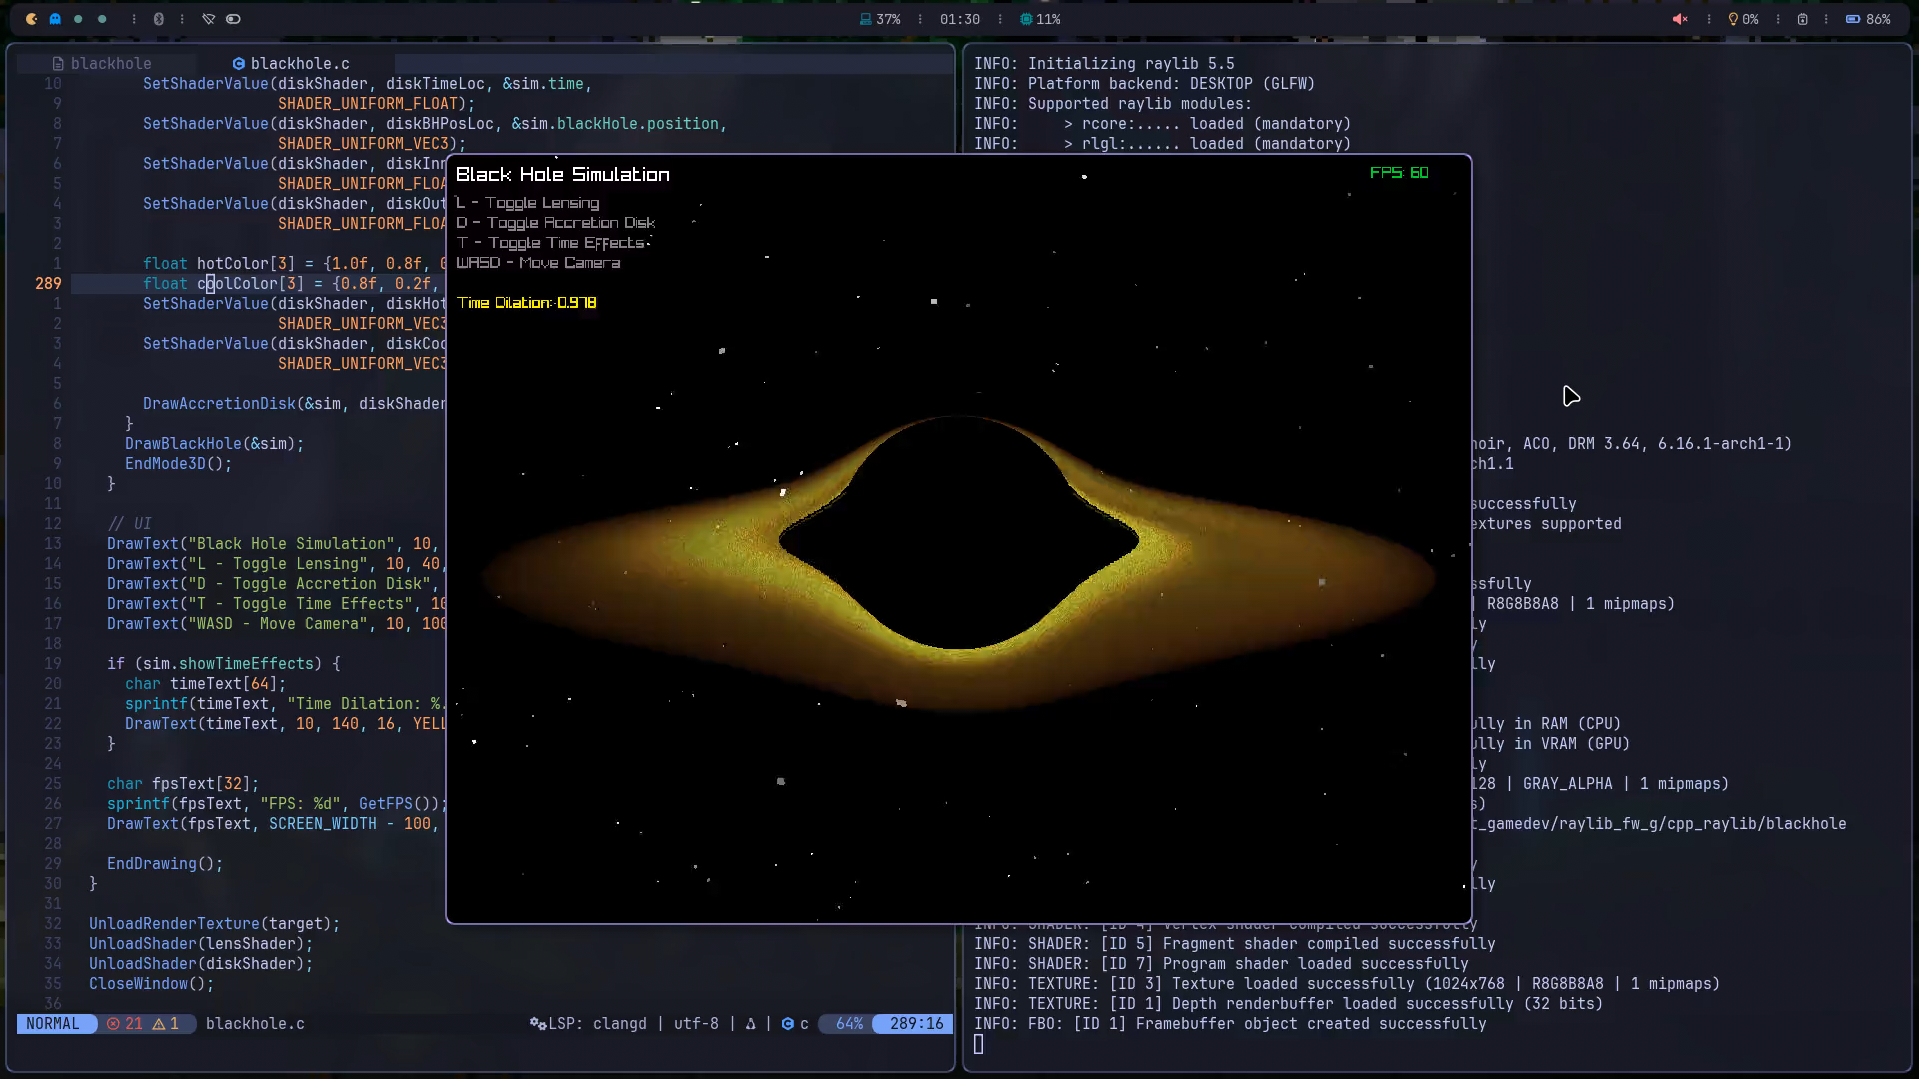 37%
01:30
11%
0%
86%
blackhole
blackhole.c
10 SetShaderValue(diskShader, diskTimeLoc, &sim.time,
9 SHADER_UNIFORM_FLOAT);
8 SetShaderValue(diskShader, diskBHPosLoc, &sim.blackHole.position,
7 SHADER_UNIFORM_VEC3);
6 SetShaderValue(diskShader, diskInn
5 SHADER_UNIFORM_FLOA
4 SetShaderValue(diskShader, diskOut
3 SHADER_UNIFORM_FLOA
2
1 float hotColor[3] = {1.0f, 0.8f, 0
289 float coolColor[3] = {0.8f, 0.2f,
1 SetShaderValue(diskShader, diskHot
2 SHADER_UNIFORM_VEC3
3 SetShaderValue(diskShader, diskCoo
4 SHADER_UNIFORM_VEC3
5
6 DrawAccretionDisk(&sim, diskShader
7 }
8 DrawBlackHole(&sim);
9 EndMode3D();
10 }
11
12 // UI
13 DrawText("Black Hole Simulation", 10,
14 DrawText("L - Toggle Lensing", 10, 40,
15 DrawText("D - Toggle Accretion Disk",
16 DrawText("T - Toggle Time Effects", 10
17 DrawText("WASD - Move Camera", 10, 100
18
19 if (sim.showTimeEffects) {
20 char timeText[64];
21 sprintf(timeText, "Time Dilation: %.
22 DrawText(timeText, 10, 140, 16, YELL
23 }
24
25 char fpsText[32];
26 sprintf(fpsText, "FPS: %d", GetFPS());
27 DrawText(fpsText, SCREEN_WIDTH - 100,
28
29 EndDrawing();
30 }
31
32 UnloadRenderTexture(target);
33 UnloadShader(lensShader);
34 UnloadShader(diskShader);
35 CloseWindow();
36
NORMAL 21 1 blackhole.c LSP: clangd | utf-8 | | c 64% 289:16
Black Hole Simulation
FPS: 60
L - Toggle Lensing
D - Toggle Accretion Disk
T - Toggle Time Effects
WASD - Move Camera
Time Dilation: 0.978
INFO: Initializing raylib 5.5
INFO: Platform backend: DESKTOP (GLFW)
INFO: Supported raylib modules:
INFO: > rcore:..... loaded (mandatory)
INFO: > rlgl:...... loaded (mandatory)
noir, ACO, DRM 3.64, 6.16.1-arch1-1)
ch1.1
successfully
extures supported
ssfully
| R8G8B8A8 | 1 mipmaps)
ly
y
lly
ully in RAM (CPU)
ully in VRAM (GPU)
ly
128 | GRAY_ALPHA | 1 mipmaps)
s)
t_gamedev/raylib_fw_g/cpp_raylib/blackhole
y
lly
INFO: SHADER: [ID 4] Vertex shader compiled successfully
INFO: SHADER: [ID 5] Fragment shader compiled successfully
INFO: SHADER: [ID 7] Program shader loaded successfully
INFO: TEXTURE: [ID 3] Texture loaded successfully (1024x768 | R8G8B8A8 | 1 mipmaps)
INFO: TEXTURE: [ID 1] Depth renderbuffer loaded successfully (32 bits)
INFO: FBO: [ID 1] Framebuffer object created successfully